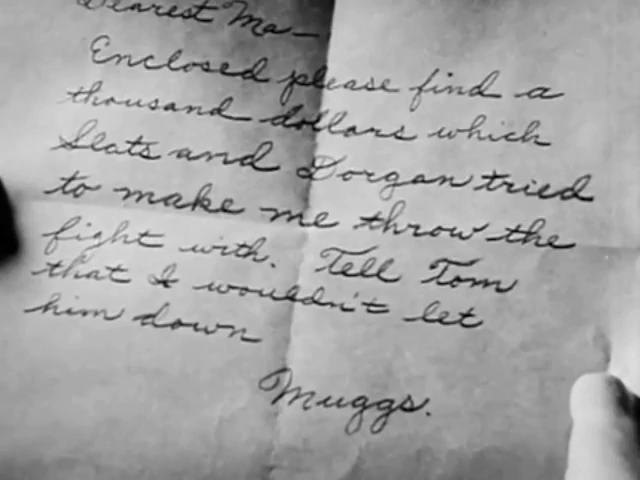 Dearest Ma—
Enclosed please find a
thousand dollars which
Slats and Dorgan tried
to make me throw the
fight with. Tell Tom
that I wouldn't let
him down
Muggs.